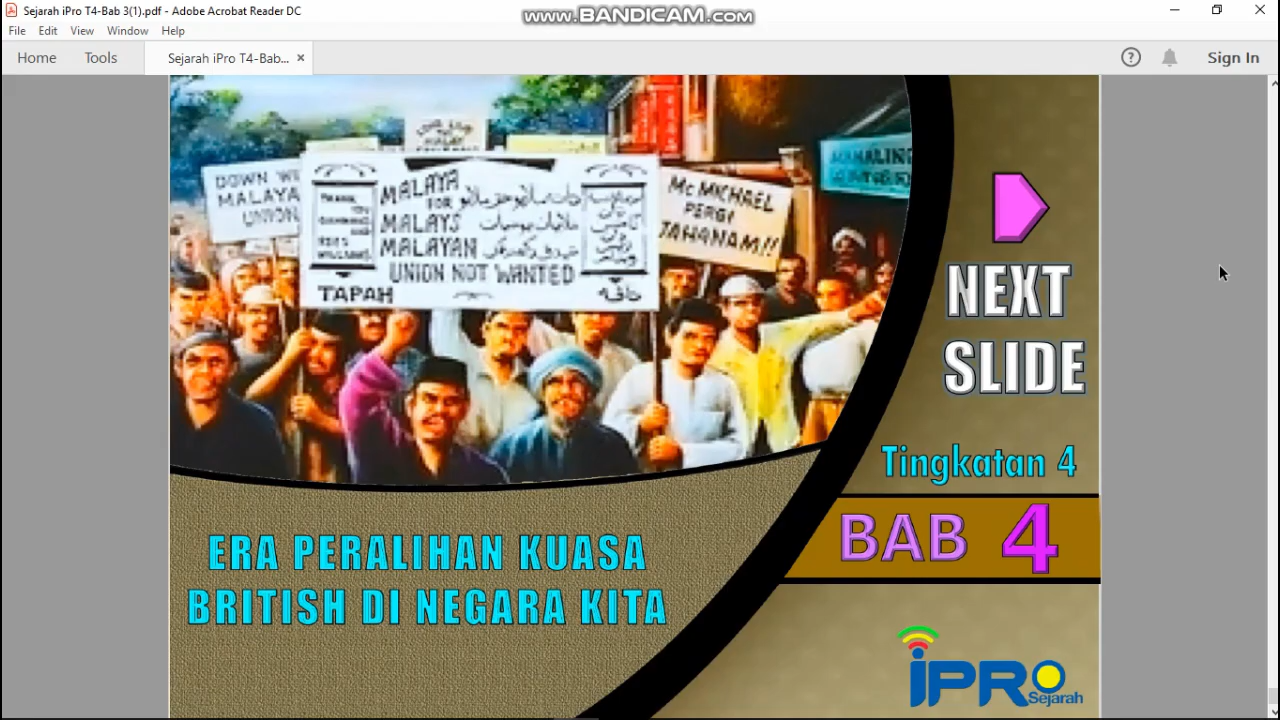 Sejarah iPro T4-Bab 3(1).pdf - Adobe Acrobat Reader DC
www.BANDICAM.com
File Edit View Window Help
Home Tools Sejarah iPro T4-Bab... × Sign In
DOWN
MALAYA
UNION
MALAYA
FOR
MALAYS
MALAYAN
UNION NOT WANTED
TAPAH
Mc MICHAEL
PERGI
JAHANAM!!
NEXT
SLIDE
Tingkatan 4
BAB 4
ERA PERALIHAN KUASA
BRITISH DI NEGARA KITA
iPRO
Sejarah